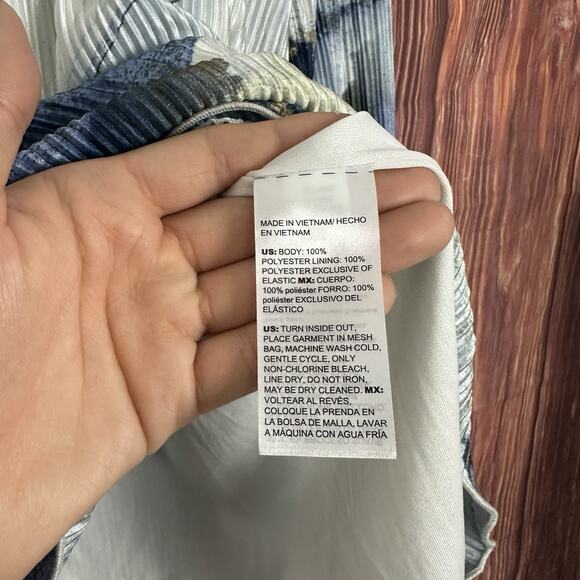 MADE IN VIETNAM/ HECHO
EN VIETNAM
US: BODY: 100%
POLYESTER LINING: 100%
POLYESTER EXCLUSIVE OF
ELASTIC MX: CUERPO:
100% poliéster FORRO: 100%
poliéster EXCLUSIVO DEL
ELÁSTICO
US: TURN INSIDE OUT,
PLACE GARMENT IN MESH
BAG, MACHINE WASH COLD,
GENTLE CYCLE, ONLY
NON-CHLORINE BLEACH,
LINE DRY, DO NOT IRON,
MAY BE DRY CLEANED. MX:
VOLTEAR AL REVÉS,
COLOQUE LA PRENDA EN
LA BOLSA DE MALLA, LAVAR
A MÁQUINA CON AGUA FRÍA